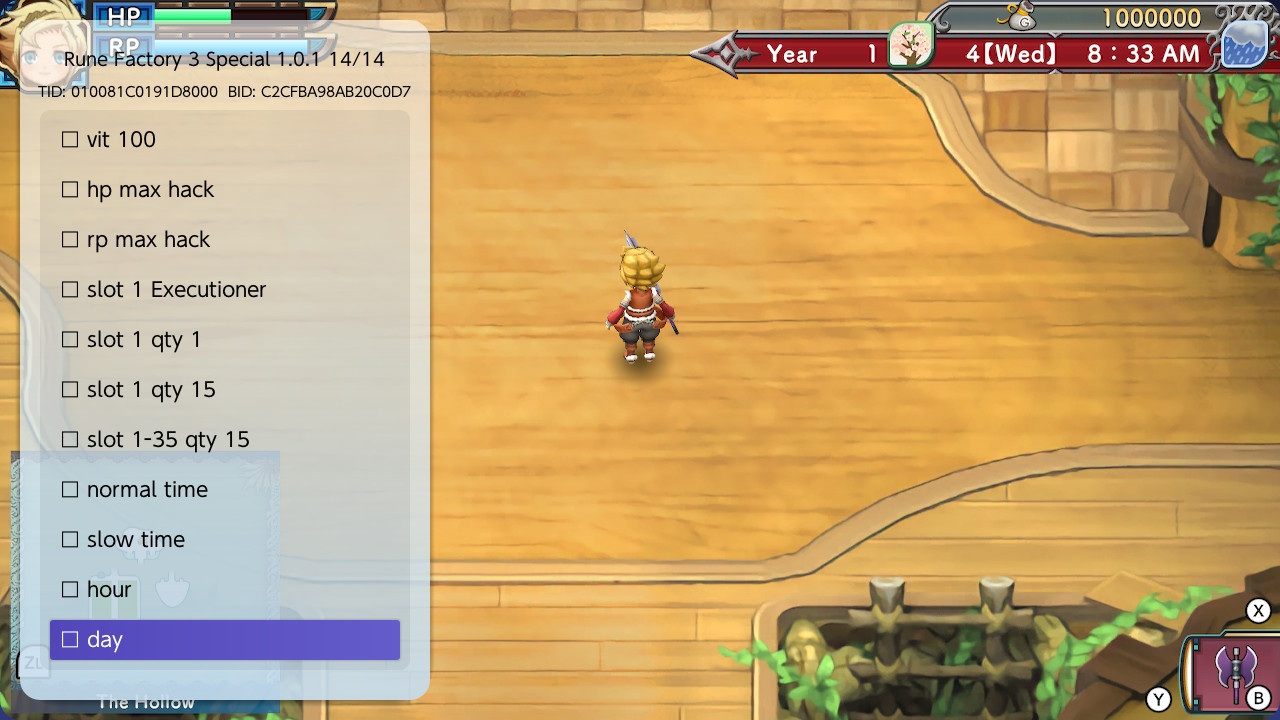 HP
RP
Rune Factory 3 Special 1.0.1 14/14
TID: 010081C0191D8000 BID: C2CFBA98AB20C0D7
vit 100
hp max hack
rp max hack
slot 1 Executioner
slot 1 qty 1
slot 1 qty 15
slot 1-35 qty 15
normal time
slow time
hour
day
ZL
The Hollow
G
1000000
Year 1 4【Wed】 8 : 33 AM
X
Y
B